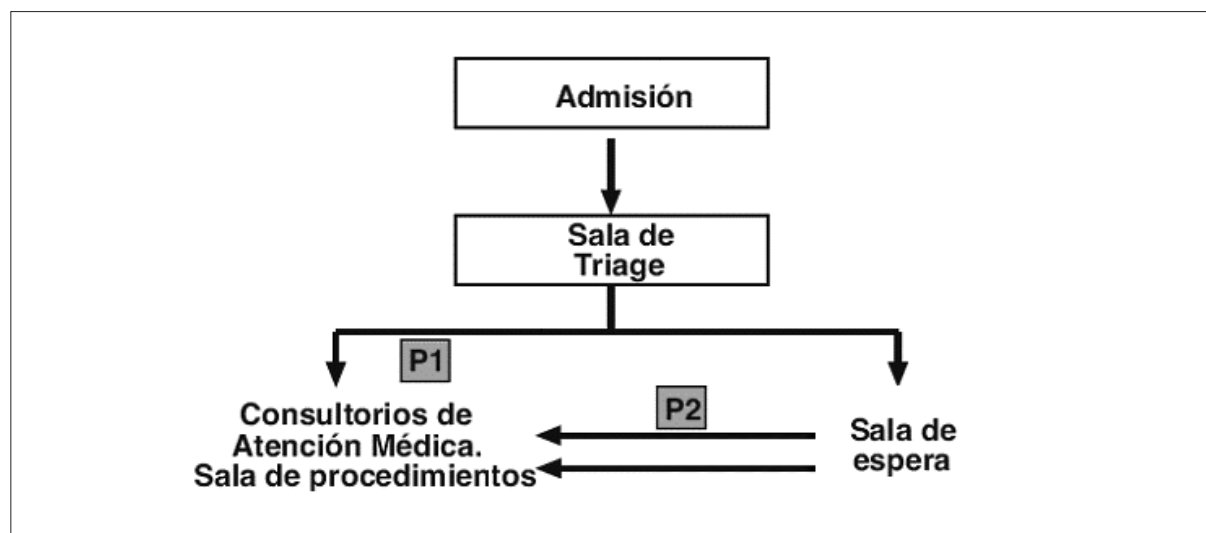 Admisión
Sala de
Triage
P1
P2
Consultorios de
Atención Médica.
Sala de procedimientos
Sala de
espera